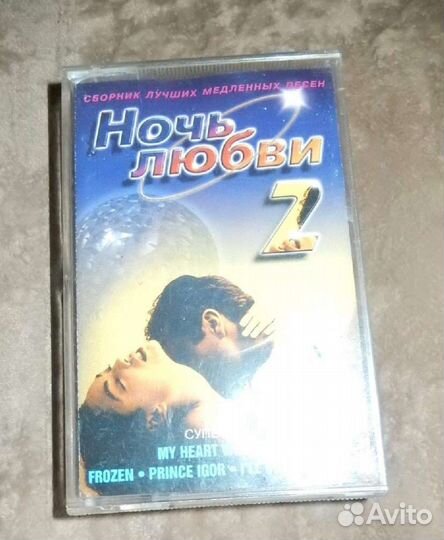 СБОРНИК ЛУЧШИХ МЕДЛЕННЫХ ПЕСЕН
Ночь
любви
2
MY HEART
FROZEN • PRINCE IGOR •
Avito